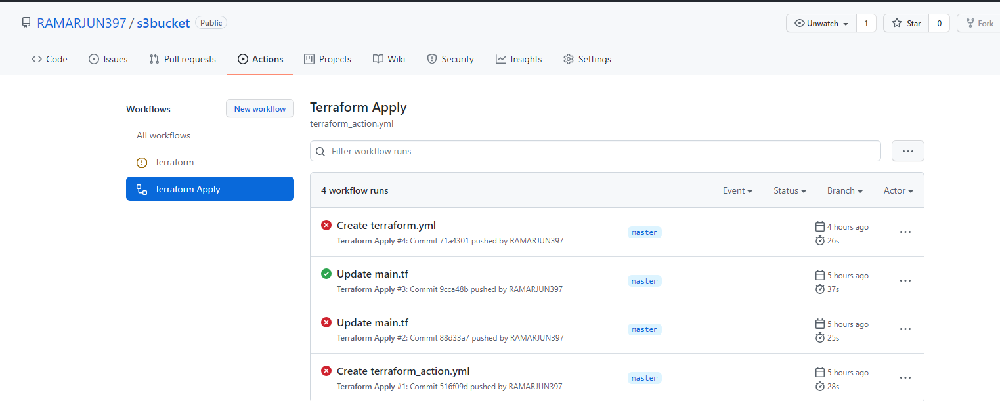 RAMARJUN397 / s3bucket Public
Unwatch 1 Star 0 Fork
Code Issues Pull requests Actions Projects Wiki Security Insights Settings
Workflows New workflow
All workflows
Terraform
Terraform Apply
Terraform Apply
terraform_action.yml
Filter workflow runs
4 workflow runs Event Status Branch Actor
Create terraform.yml
Terraform Apply #4: Commit 71a4301 pushed by RAMARJUN397
master
4 hours ago
26s
Update main.tf
Terraform Apply #3: Commit 9cca48b pushed by RAMARJUN397
master
5 hours ago
37s
Update main.tf
Terraform Apply #2: Commit 88d33a7 pushed by RAMARJUN397
master
5 hours ago
25s
Create terraform_action.yml
Terraform Apply #1: Commit 516f09d pushed by RAMARJUN397
master
5 hours ago
28s